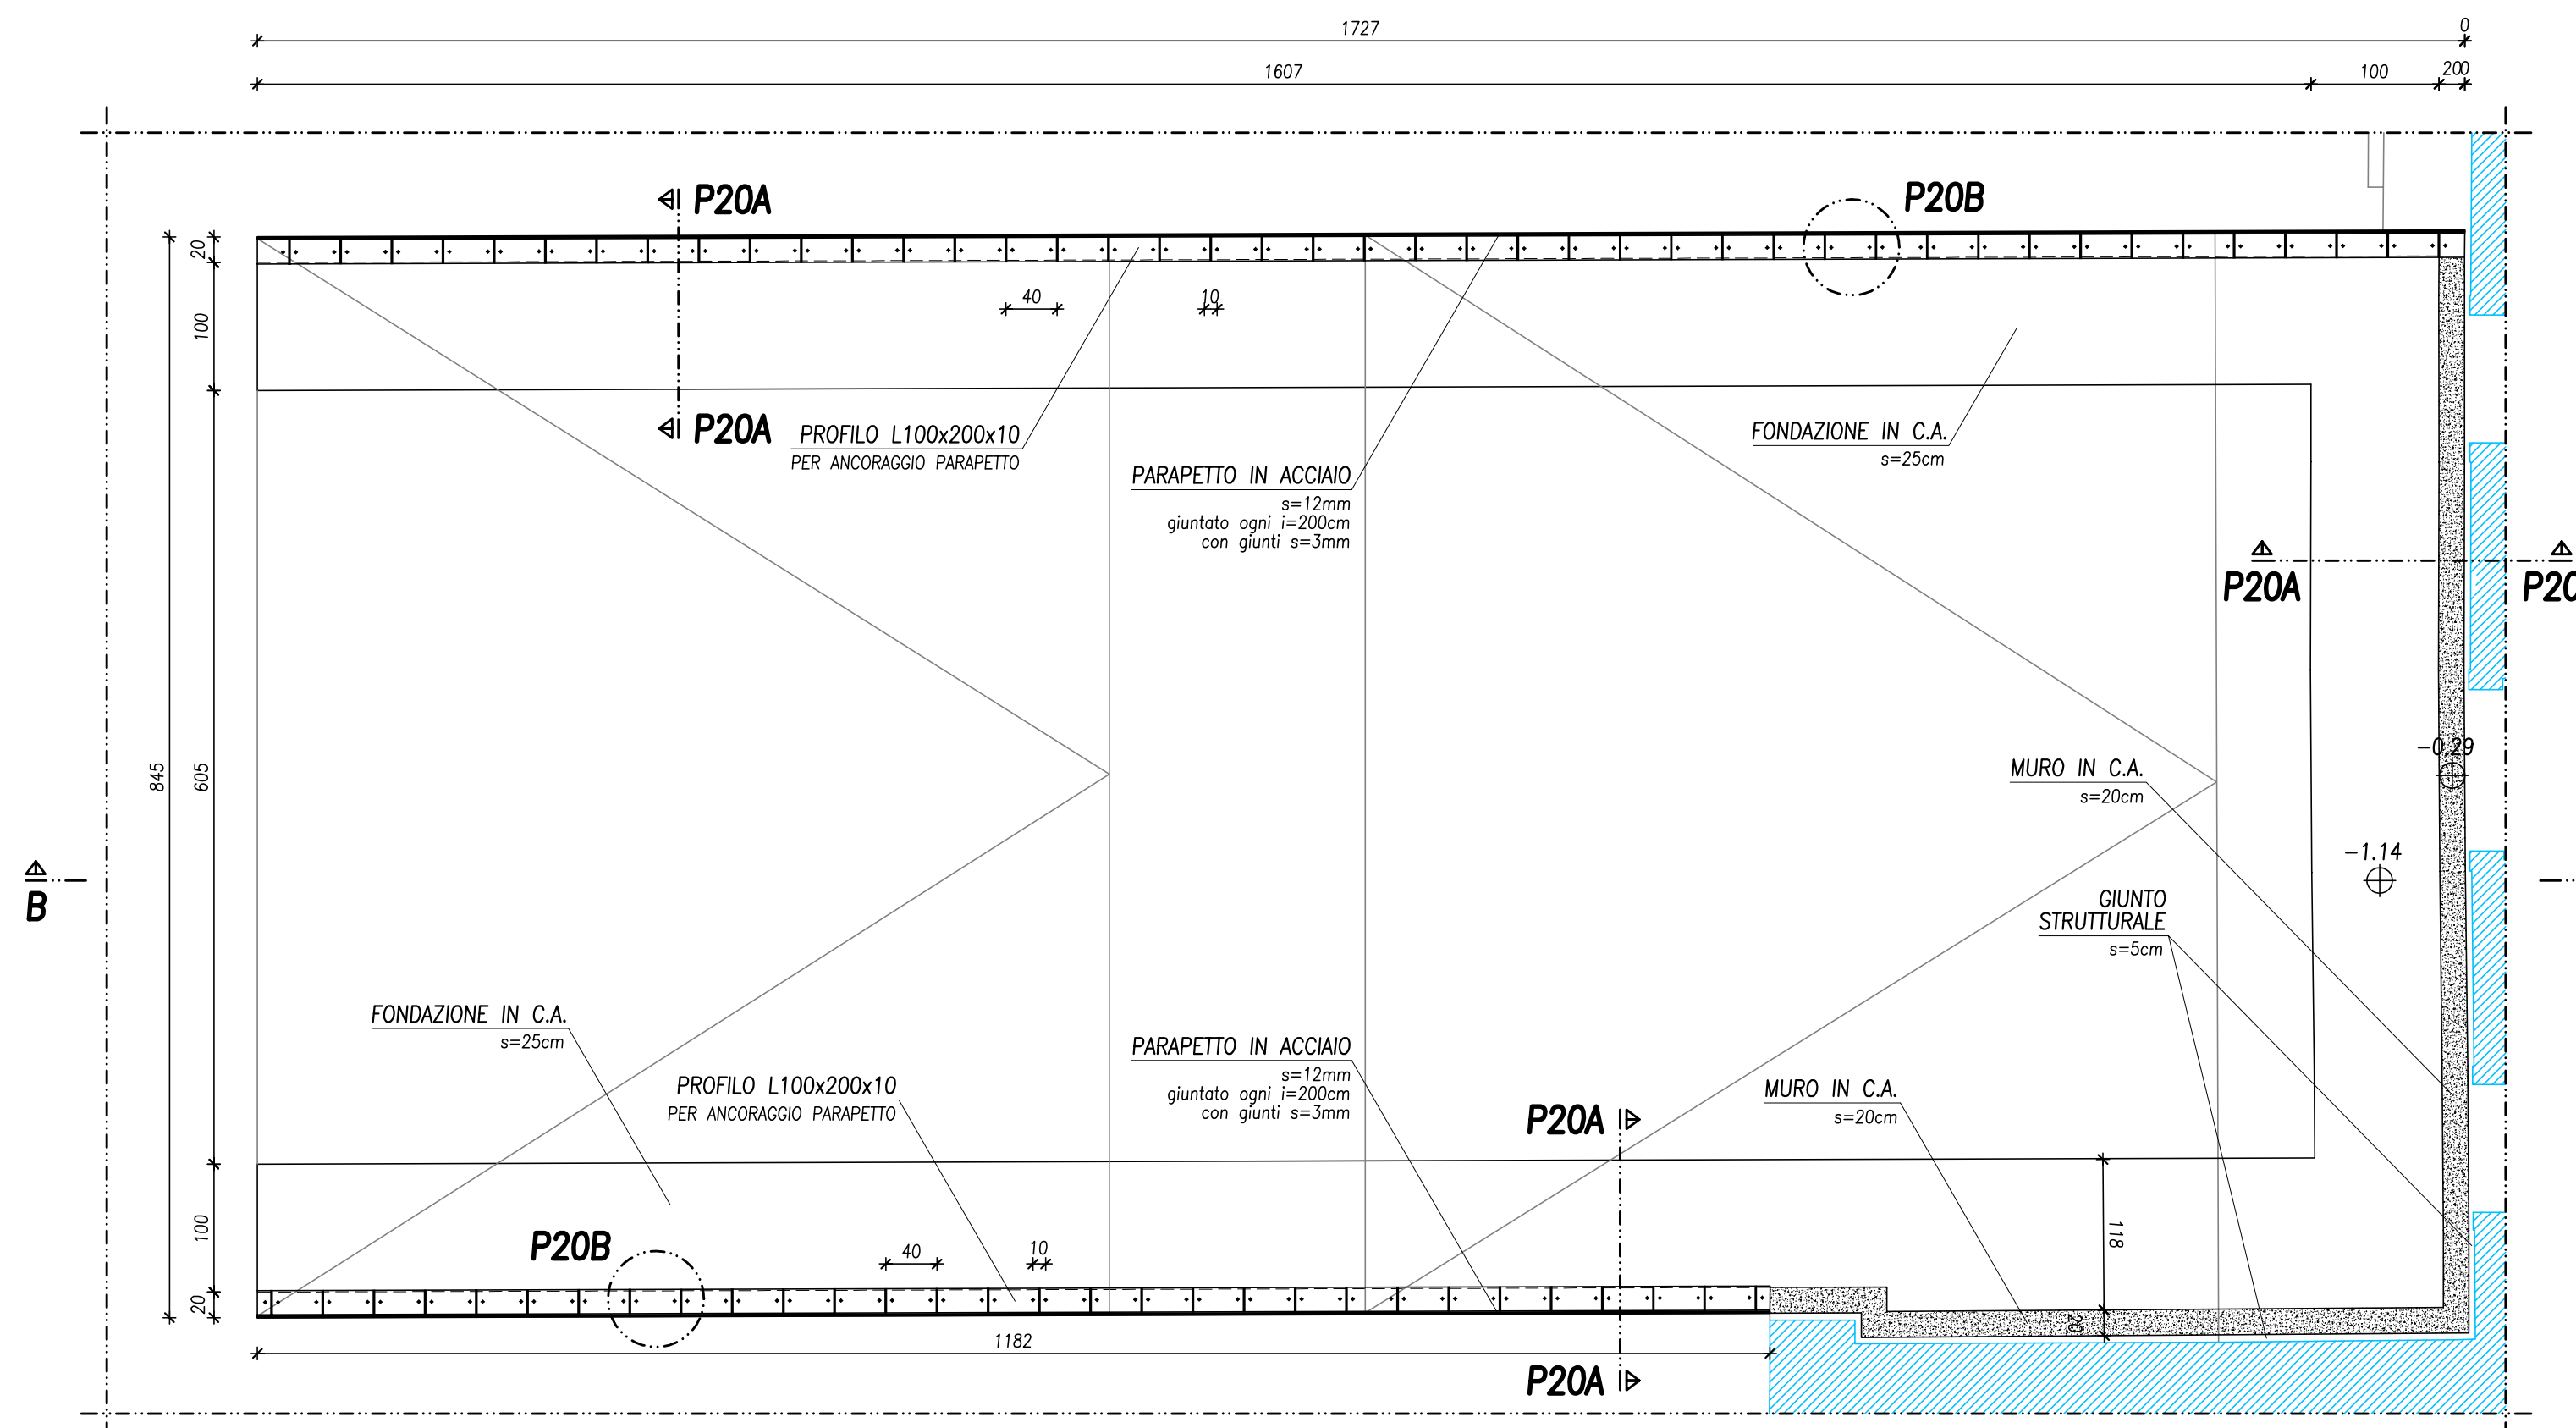 1727
0
1607
100
200
P20A
P20B
20
100
40
10
P20A
PROFILO L100x200x10
PER ANCORAGGIO PARAPETTO
FONDAZIONE IN C.A.
s=25cm
PARAPETTO IN ACCIAIO
s=12mm
giuntato ogni i=200cm
con giunti s=3mm
P20A
P20
845
605
-0.29
MURO IN C.A.
s=20cm
-1.14
B
GIUNTO
STRUTTURALE
s=5cm
FONDAZIONE IN C.A.
s=25cm
PARAPETTO IN ACCIAIO
s=12mm
giuntato ogni i=200cm
con giunti s=3mm
PROFILO L100x200x10
PER ANCORAGGIO PARAPETTO
MURO IN C.A.
s=20cm
P20A
100
P20B
40
10
118
20
20
1182
P20A